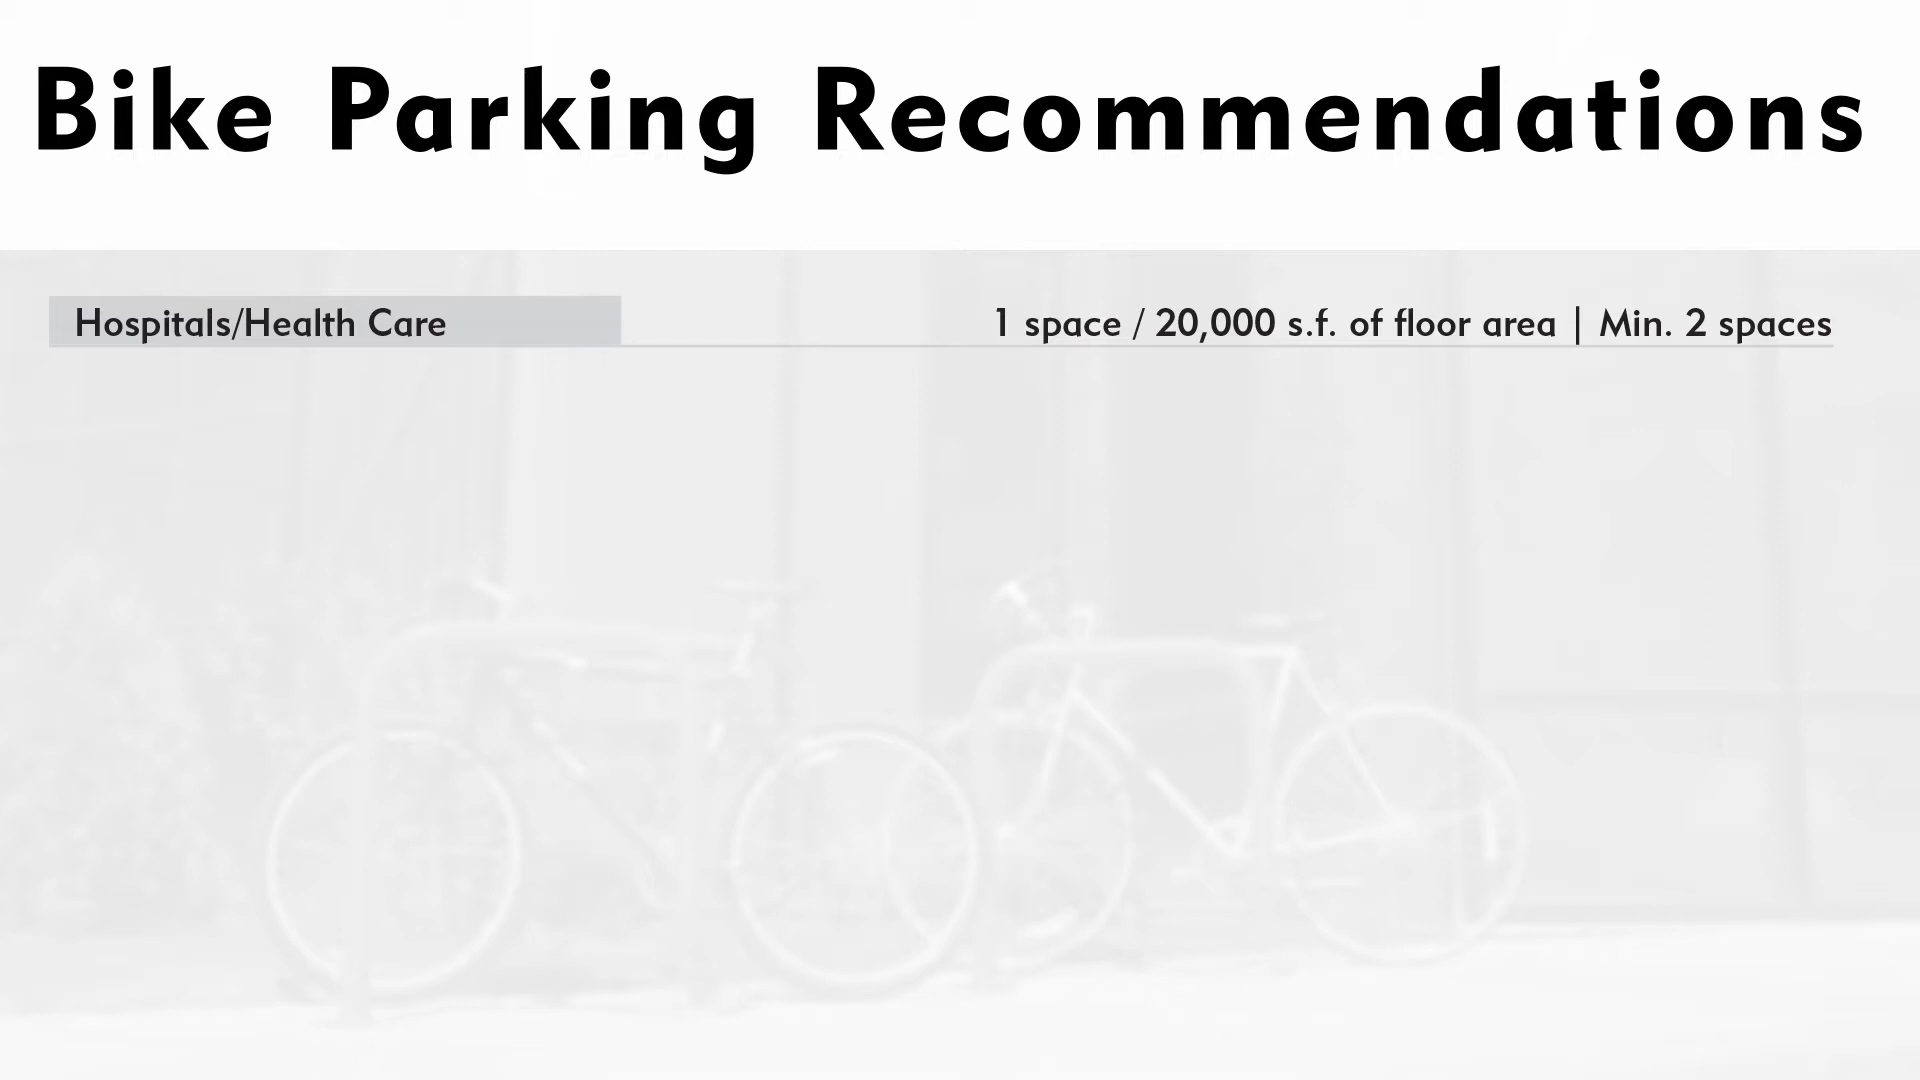 Bike Parking Recommendations
Hospitals/Health Care 1 space / 20,000 s.f. of floor area | Min. 2 spaces